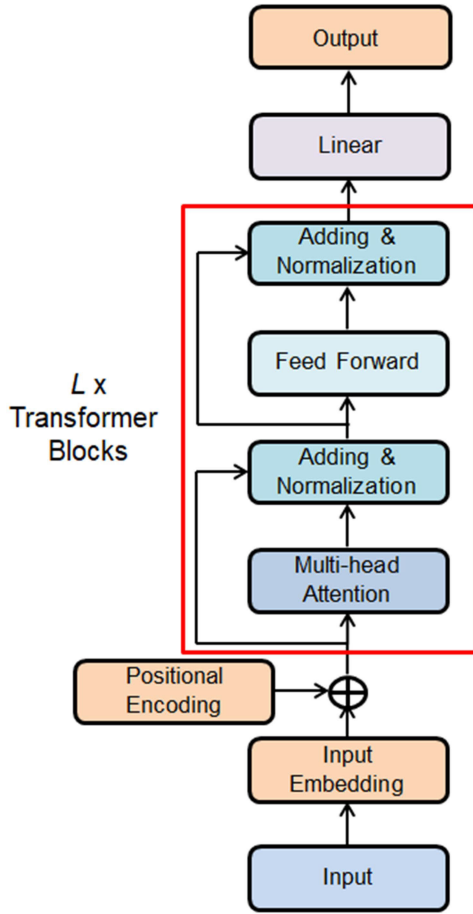 Output
Linear
Adding & 
Normalization
Feed Forward
L x
Transformer
Blocks
Adding & 
Normalization
Multi-head
Attention
Positional
Encoding
Input
Embedding
Input